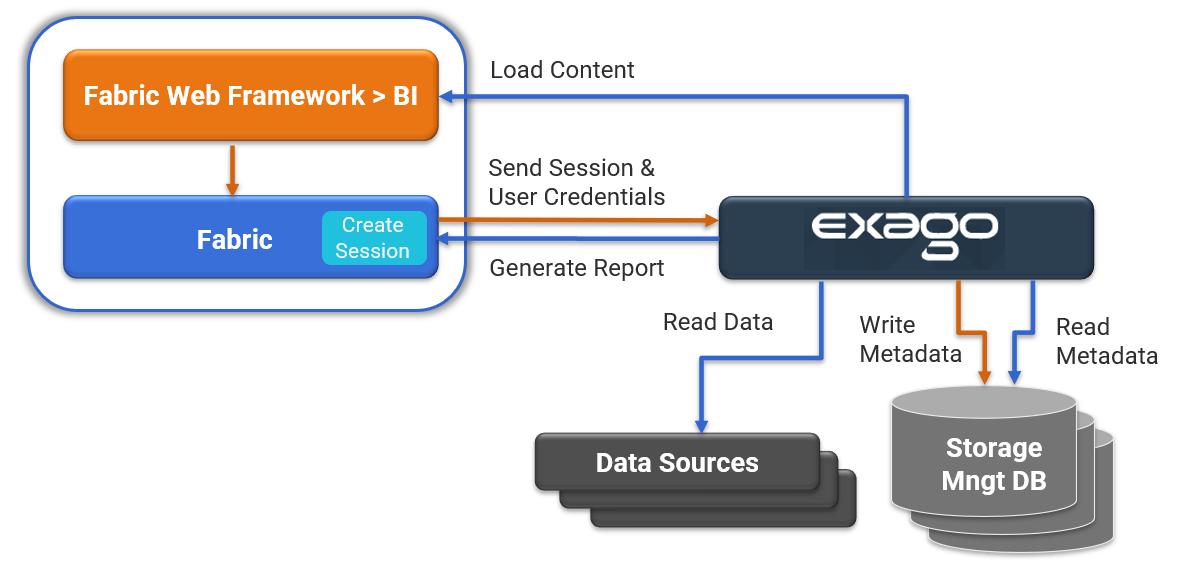 Fabric Web Framework > BI
Load Content
Send Session &
User Credentials
Fabric
Create
Session
exago
Generate Report
Read Data
Write
Metadata
Read
Metadata
Data Sources
Storage
Mngt DB